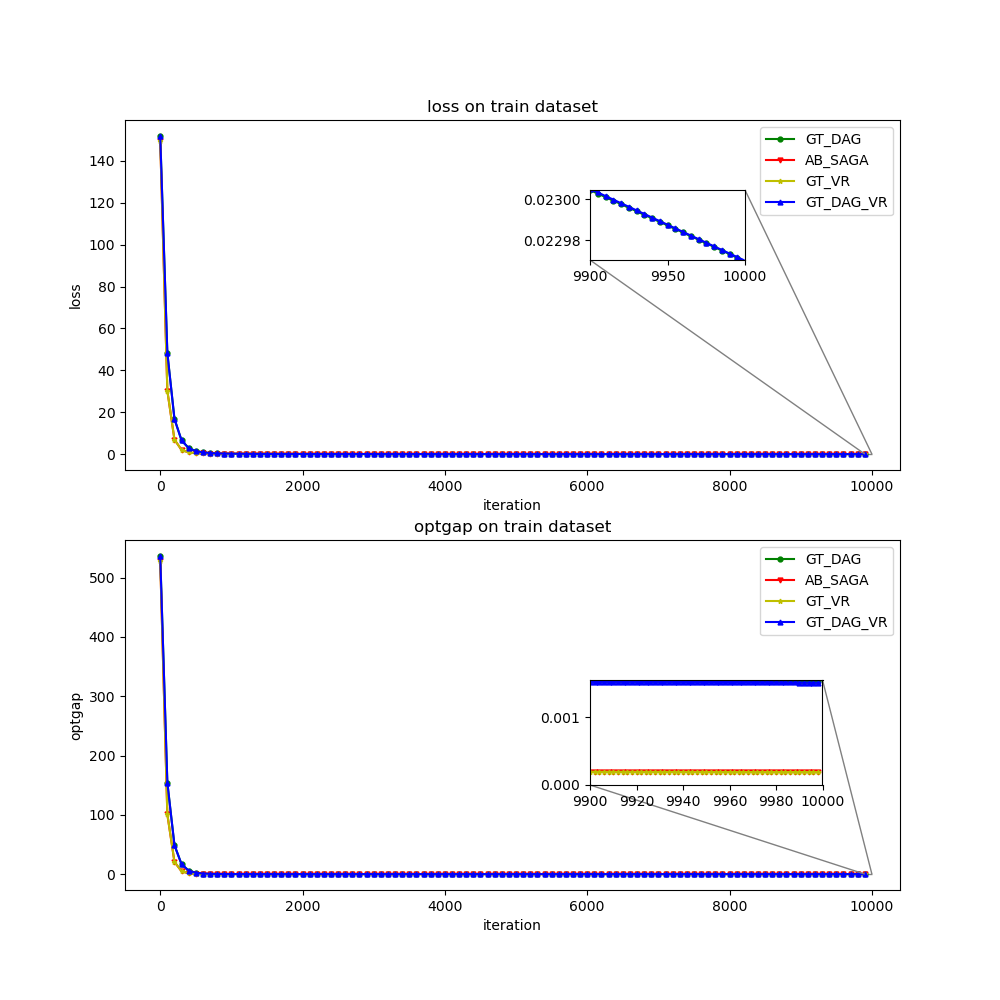 loss on train dataset
140
120
100
80
60
40
20
0
loss
GT_DAG
AB_SAGA
GT_VR
GT_DAG_VR
0.02300
0.02298
9900 9950 10000
0 2000 4000 6000 8000 10000
iteration
optgap on train dataset
500
400
300
200
100
0
optgap
GT_DAG
AB_SAGA
GT_VR
GT_DAG_VR
0.001
0.000
9900 9920 9940 9960 9980 10000
0 2000 4000 6000 8000 10000
iteration